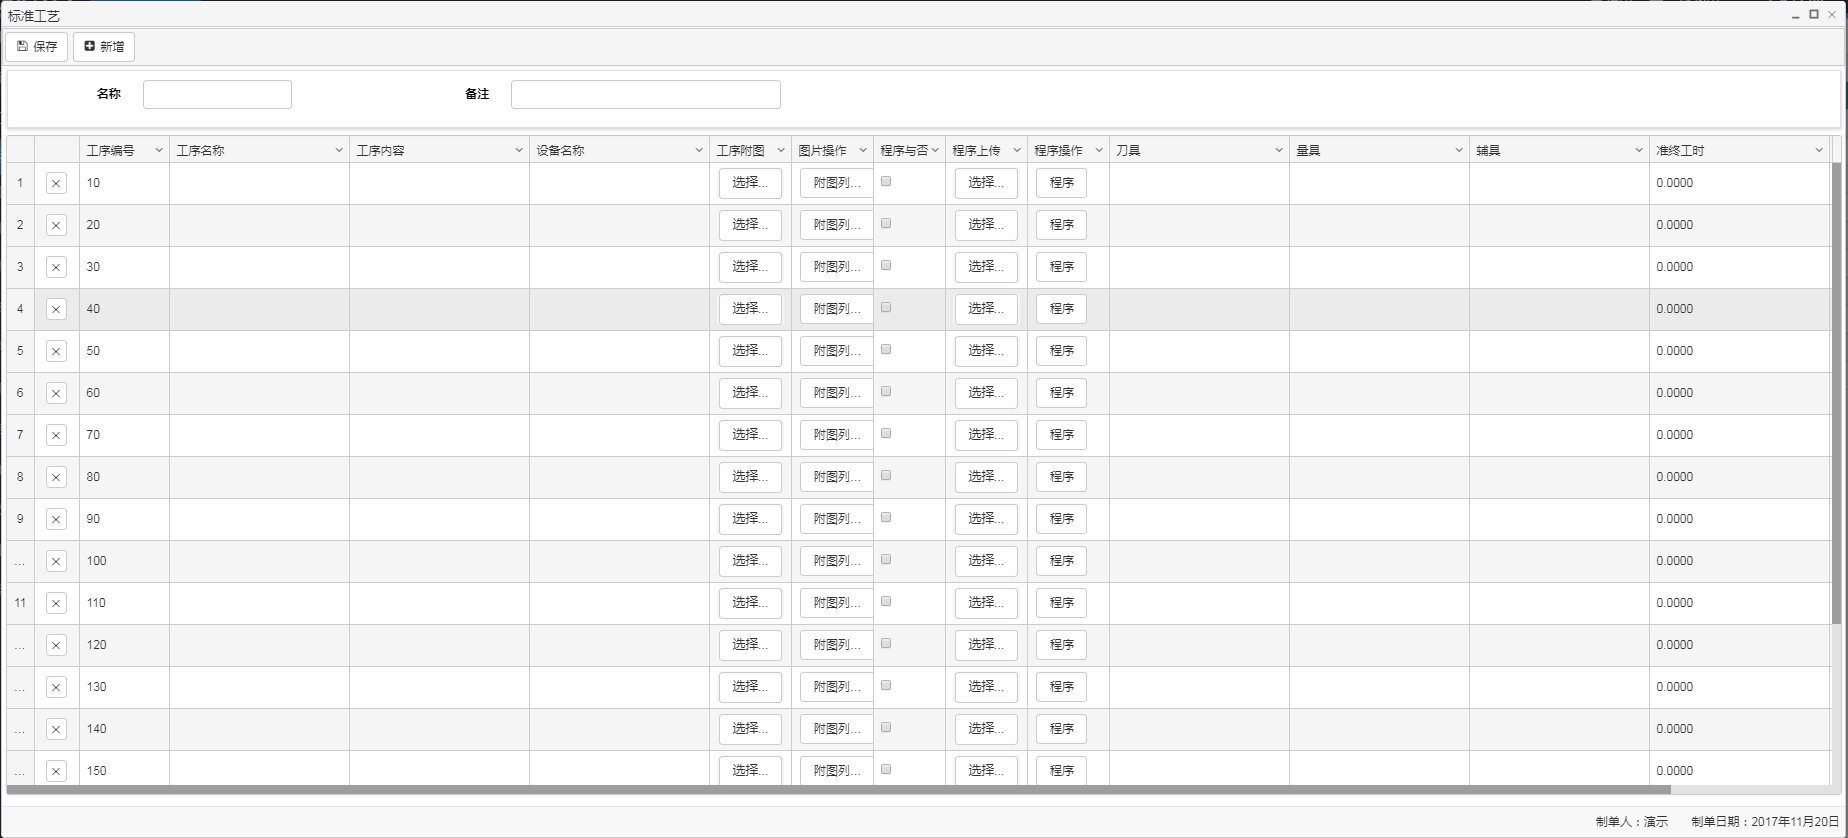 标准工艺
保存 新增
名称 备注
工序编号 工序名称 工序内容 设备名称 工序附图 图片操作 程序与否 程序上传 程序操作 刀具 量具 辅具 准终工时
1 10 选择... 附图列... 选择... 程序 0.0000
2 20 选择... 附图列... 选择... 程序 0.0000
3 30 选择... 附图列... 选择... 程序 0.0000
4 40 选择... 附图列... 选择... 程序 0.0000
5 50 选择... 附图列... 选择... 程序 0.0000
6 60 选择... 附图列... 选择... 程序 0.0000
7 70 选择... 附图列... 选择... 程序 0.0000
8 80 选择... 附图列... 选择... 程序 0.0000
9 90 选择... 附图列... 选择... 程序 0.0000
... 100 选择... 附图列... 选择... 程序 0.0000
11 110 选择... 附图列... 选择... 程序 0.0000
... 120 选择... 附图列... 选择... 程序 0.0000
... 130 选择... 附图列... 选择... 程序 0.0000
... 140 选择... 附图列... 选择... 程序 0.0000
... 150 选择... 附图列... 选择... 程序 0.0000
制单人：演示 制单日期：2017年11月20日